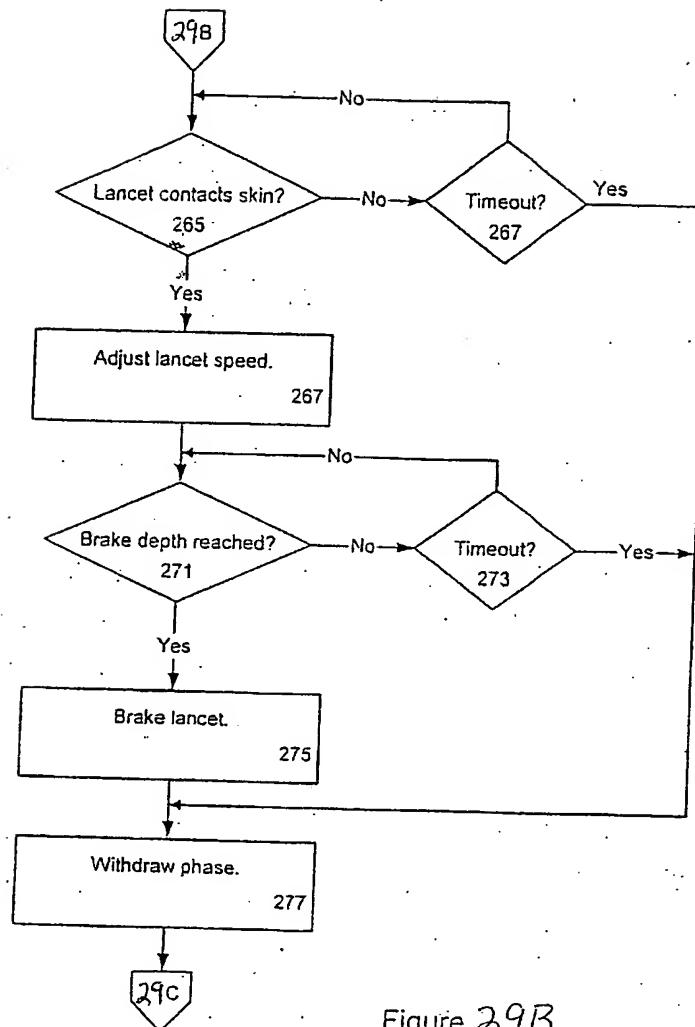 29B
No
Lancet contacts skin?
265
No
Timeout?
267
Yes
Yes
Adjust lancet speed.
267
No
Brake depth reached?
271
No
Timeout?
273
Yes
Yes
Brake lancet.
275
Withdraw phase.
277
29C
Figure 29B